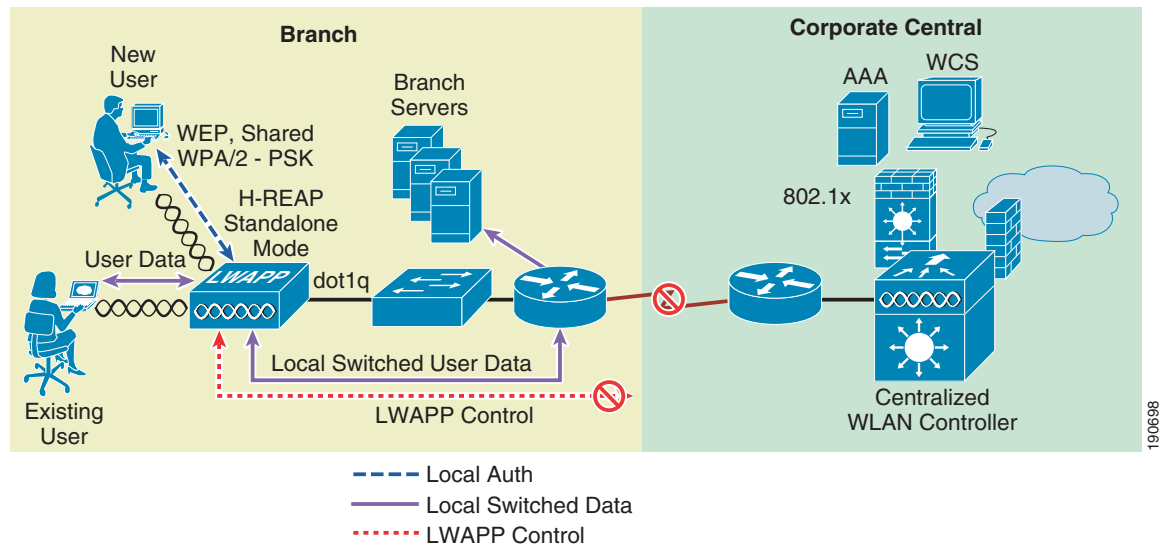 Branch
Corporate Central
New
User
Branch
Servers
AAA
WCS
WEP, Shared
WPA/2 - PSK
H-REAP
Standalone
Mode
802.1x
User Data
LWAPP
dot1q
Local Switched User Data
LWAPP Control
Existing
User
Centralized
WLAN Controller
190698
Local Auth
Local Switched Data
LWAPP Control